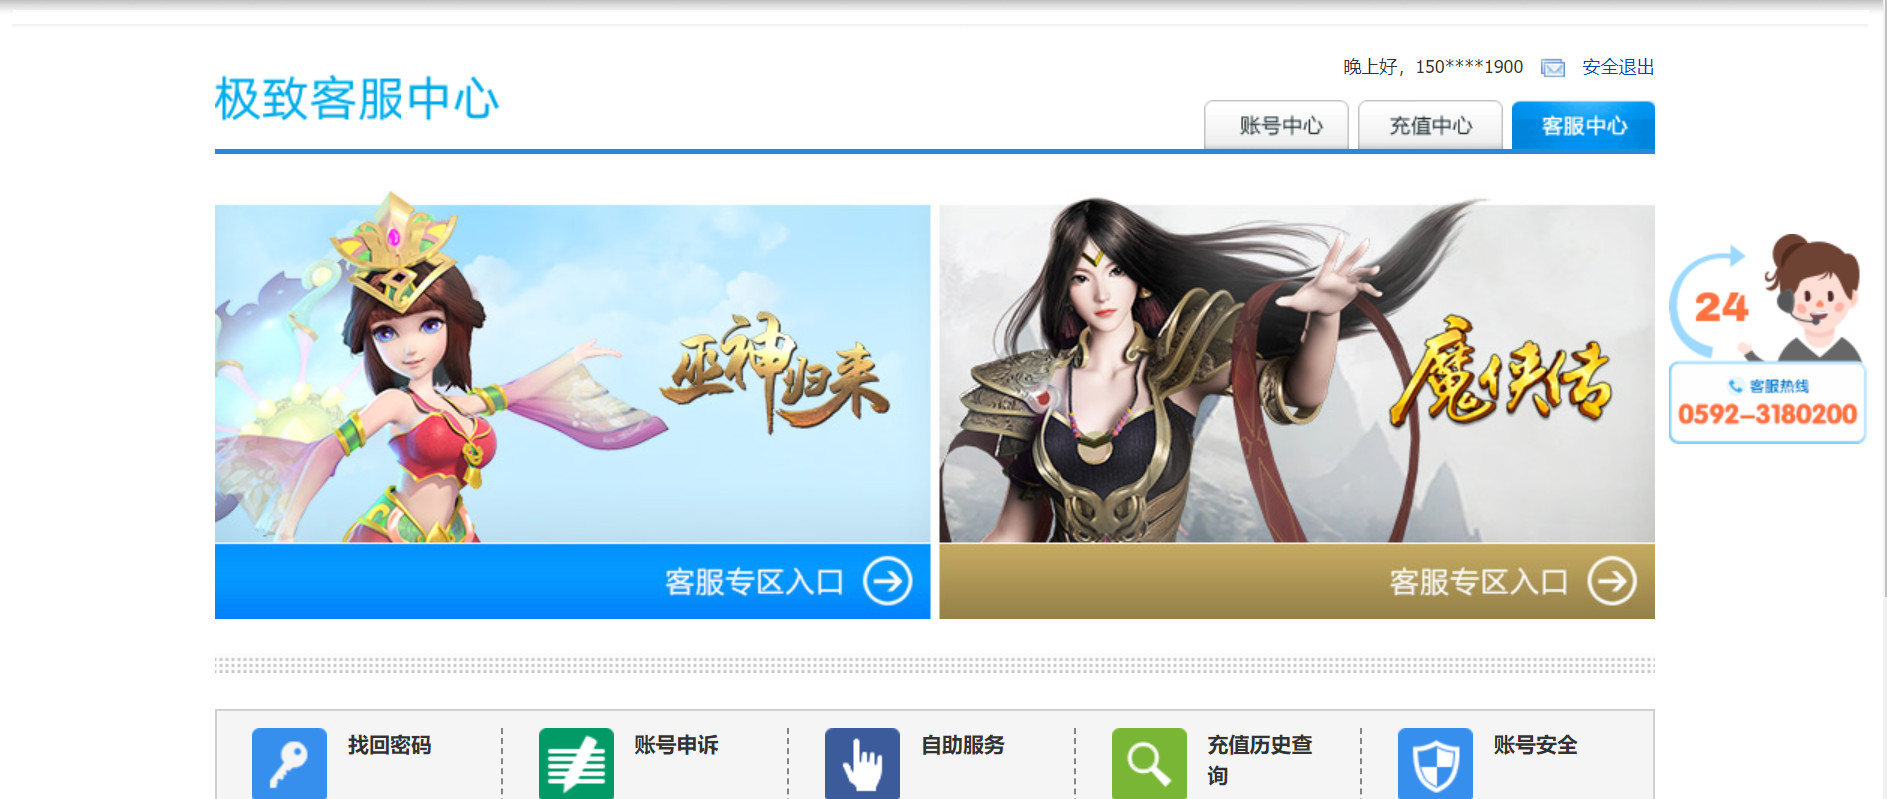 晚上好，150****1900 安全退出
极致客服中心
账号中心 充值中心 客服中心
巫神归来
魔侠传
24
客服热线
0592-3180200
客服专区入口
客服专区入口
找回密码
账号申诉
自助服务
充值历史查
询
账号安全